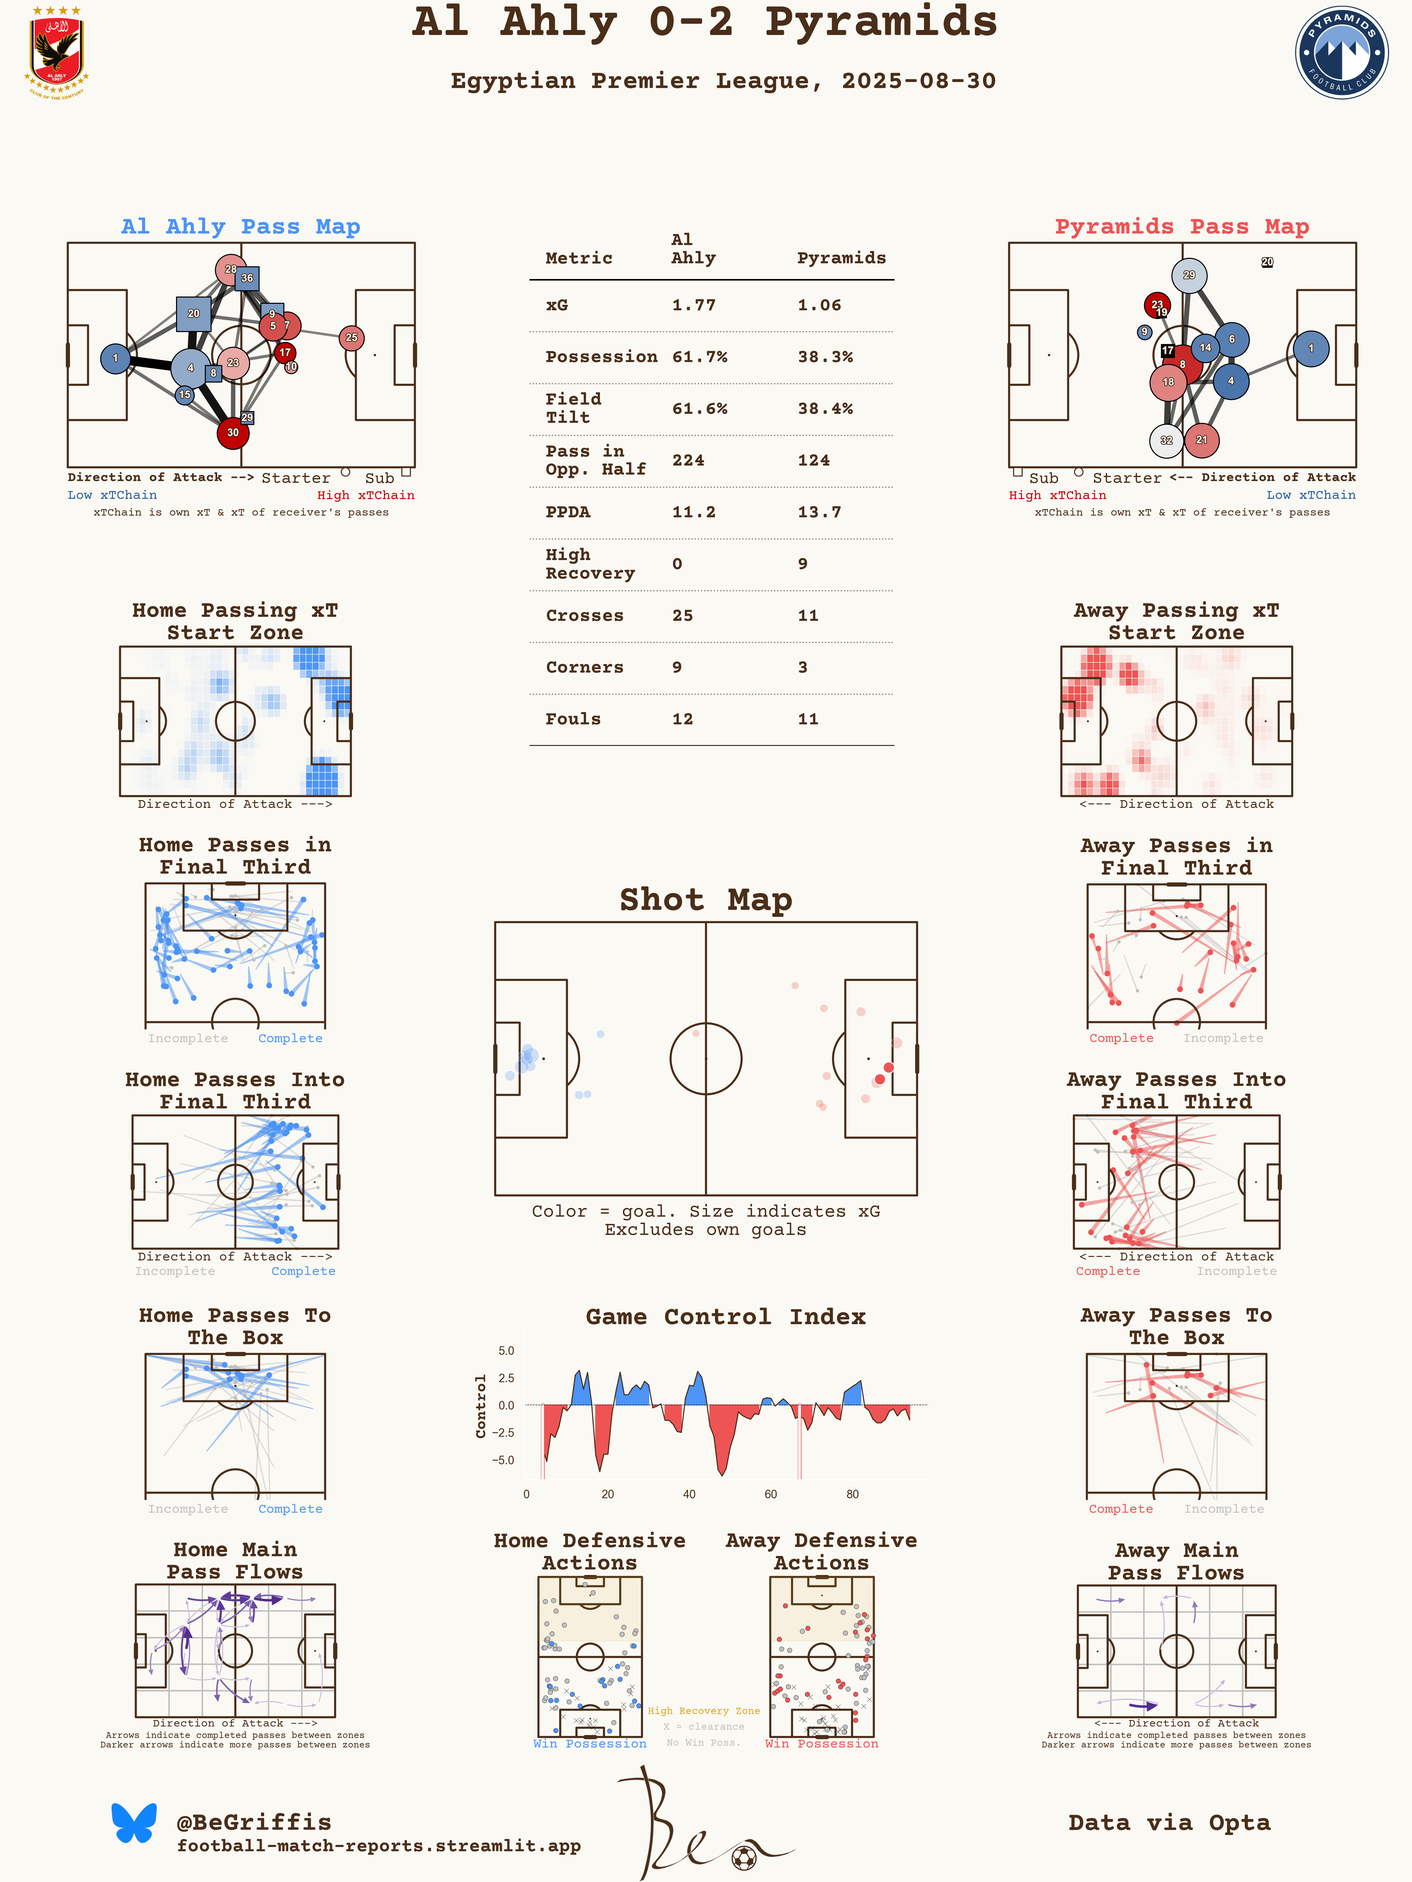 Al Ahly 0-2 Pyramids
Egyptian Premier League, 2025-08-30
الأهلي
AL AHLY
1907
CLUB OF THE CENTURY
PYRAMIDS
FOOTBALL CLUB
Al Ahly Pass Map
28
36
20
9
5
7
25
1
4
8
23
17
10
15
29
30
Direction of Attack --> Starter Sub
Low xTChain High xTChain
xTChain is own xT & xT of receiver's passes
Metric Al Ahly Pyramids
xG 1.77 1.06
Possession 61.7% 38.3%
Field Tilt 61.6% 38.4%
Pass in Opp. Half 224 124
PPDA 11.2 13.7
High Recovery 0 9
Crosses 25 11
Corners 9 3
Fouls 12 11
Pyramids Pass Map
20
29
23
19
9
17
14
6
1
8
18
4
32
21
Sub Starter <-- Direction of Attack
High xTChain Low xTChain
xTChain is own xT & xT of receiver's passes
Home Passing xT
Start Zone
Direction of Attack --->
Away Passing xT
Start Zone
<--- Direction of Attack
Home Passes in
Final Third
Incomplete Complete
Shot Map
Color = goal. Size indicates xG
Excludes own goals
Away Passes in
Final Third
Complete Incomplete
Home Passes Into
Final Third
Direction of Attack --->
Incomplete Complete
Away Passes Into
Final Third
<--- Direction of Attack
Complete Incomplete
Home Passes To
The Box
Incomplete Complete
Game Control Index
Control
5.0
2.5
0.0
−2.5
−5.0
0 20 40 60 80
Away Passes To
The Box
Complete Incomplete
Home Main
Pass Flows
Direction of Attack --->
Arrows indicate completed passes between zones
Darker arrows indicate more passes between zones
Home Defensive
Actions
Win Possession
High Recovery Zone
X = clearance
No Win Poss.
Away Defensive
Actions
Win Possession
Away Main
Pass Flows
<--- Direction of Attack
Arrows indicate completed passes between zones
Darker arrows indicate more passes between zones
@BeGriffis
football-match-reports.streamlit.app
Ben
Data via Opta